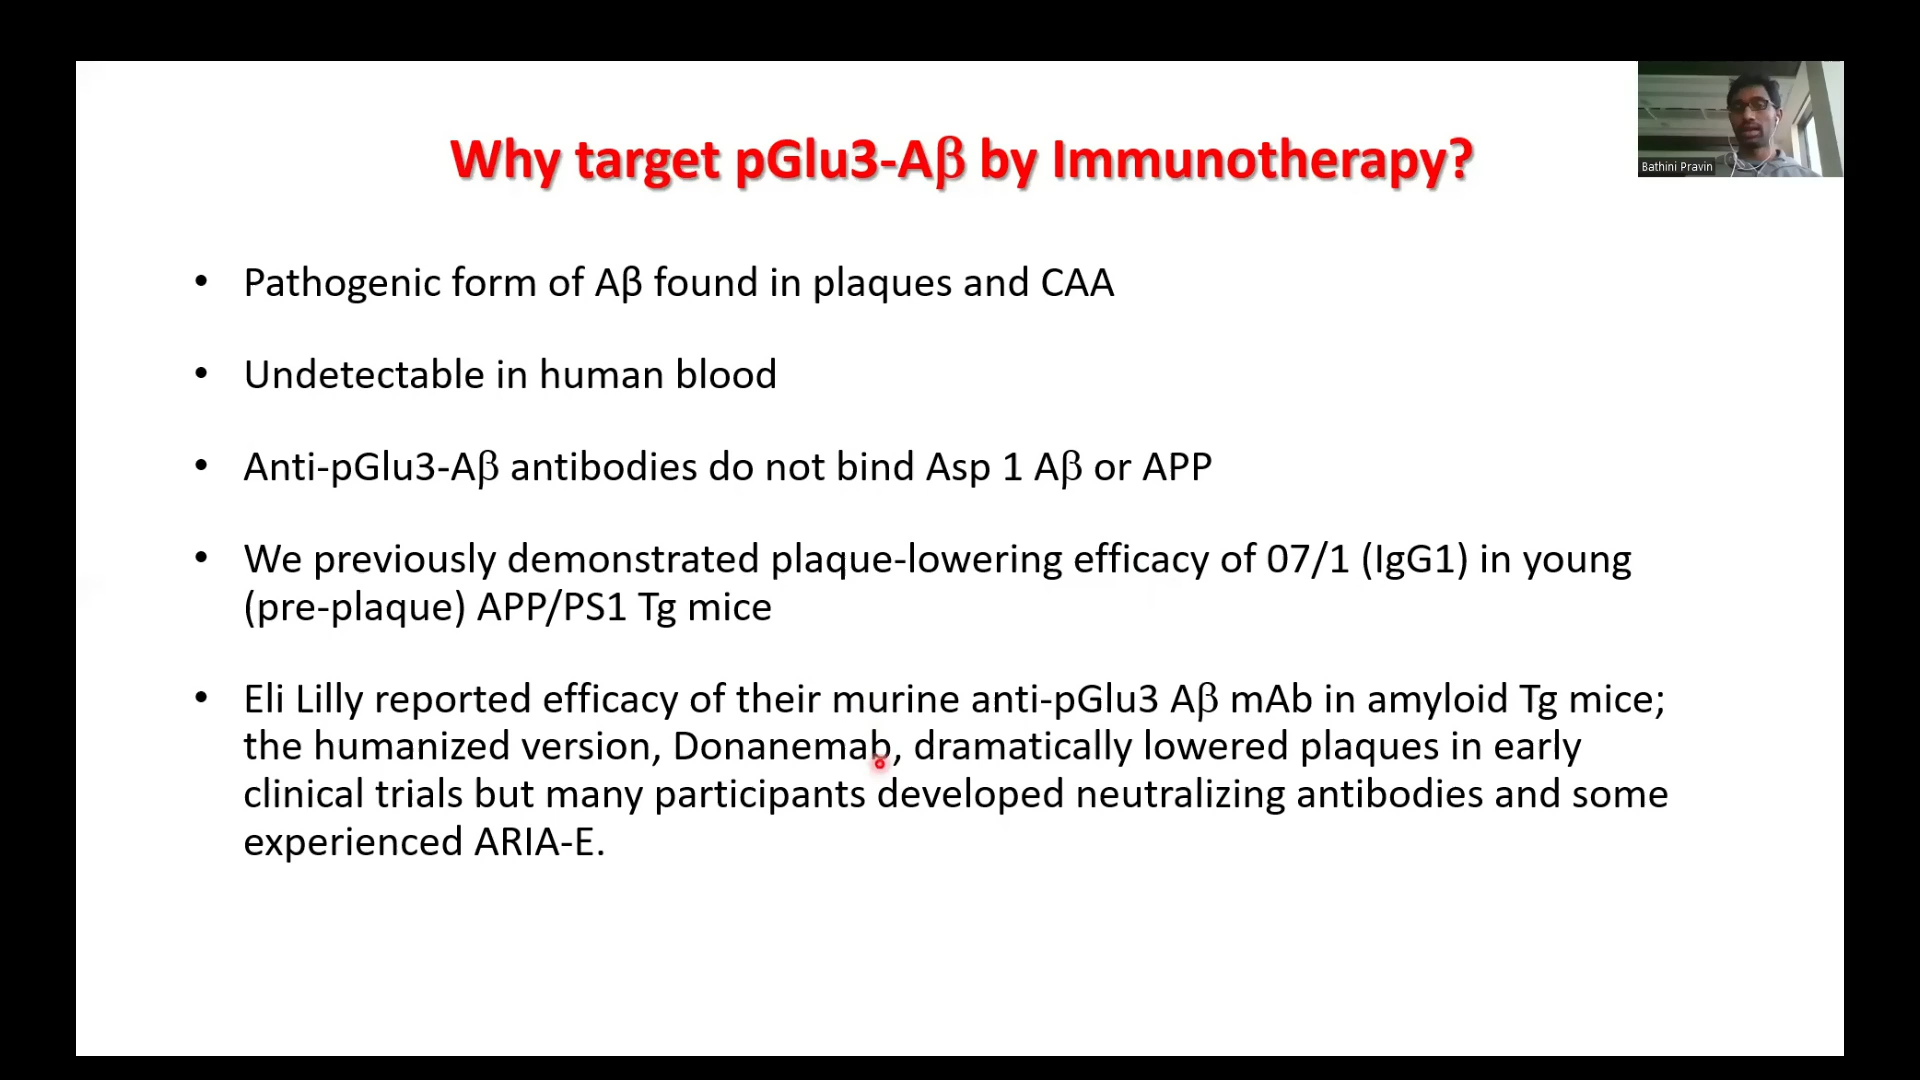 Why target pGlu3-Aβ by Immunotherapy?
Bathini Pravin
• Pathogenic form of Aβ found in plaques and CAA
• Undetectable in human blood
• Anti-pGlu3-Aβ antibodies do not bind Asp 1 Aβ or APP
• We previously demonstrated plaque-lowering efficacy of 07/1 (IgG1) in young
(pre-plaque) APP/PS1 Tg mice
• Eli Lilly reported efficacy of their murine anti-pGlu3 Aβ mAb in amyloid Tg mice;
the humanized version, Donanemab, dramatically lowered plaques in early
clinical trials but many participants developed neutralizing antibodies and some
experienced ARIA-E.